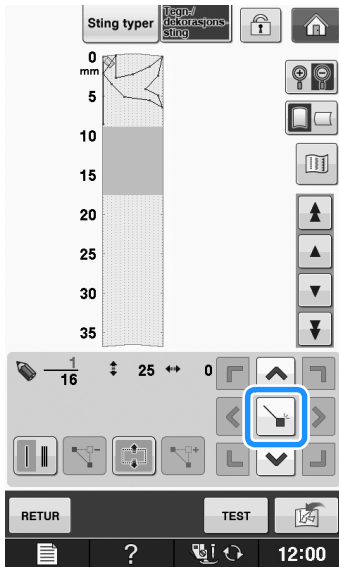 Sting typer
Tegn-/
dekorasjons-
sting
0
mm
5
10
15
20
25
30
35
1
16
25
0
RETUR
TEST
?
12:00